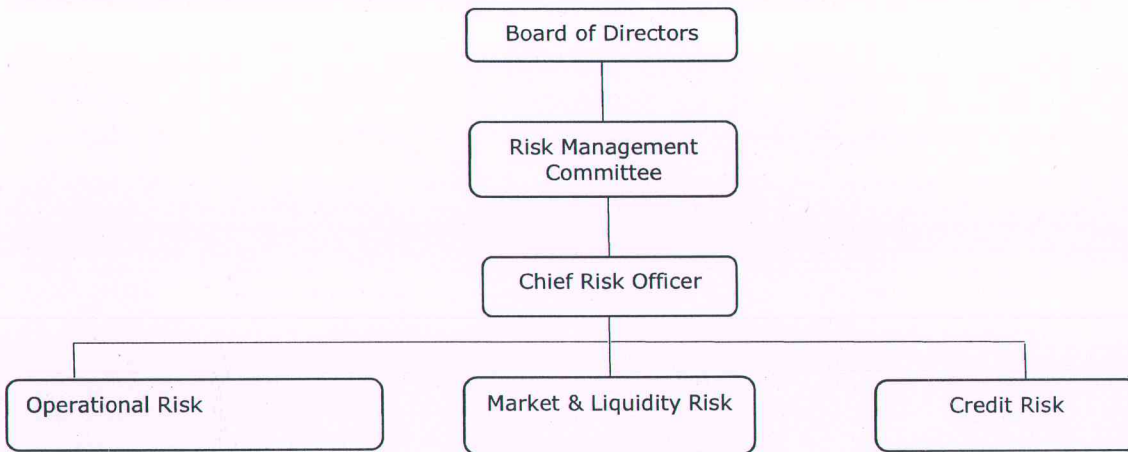 Board of Directors
Risk Management
Committee
Chief Risk Officer
Operational Risk
Market & Liquidity Risk
Credit Risk